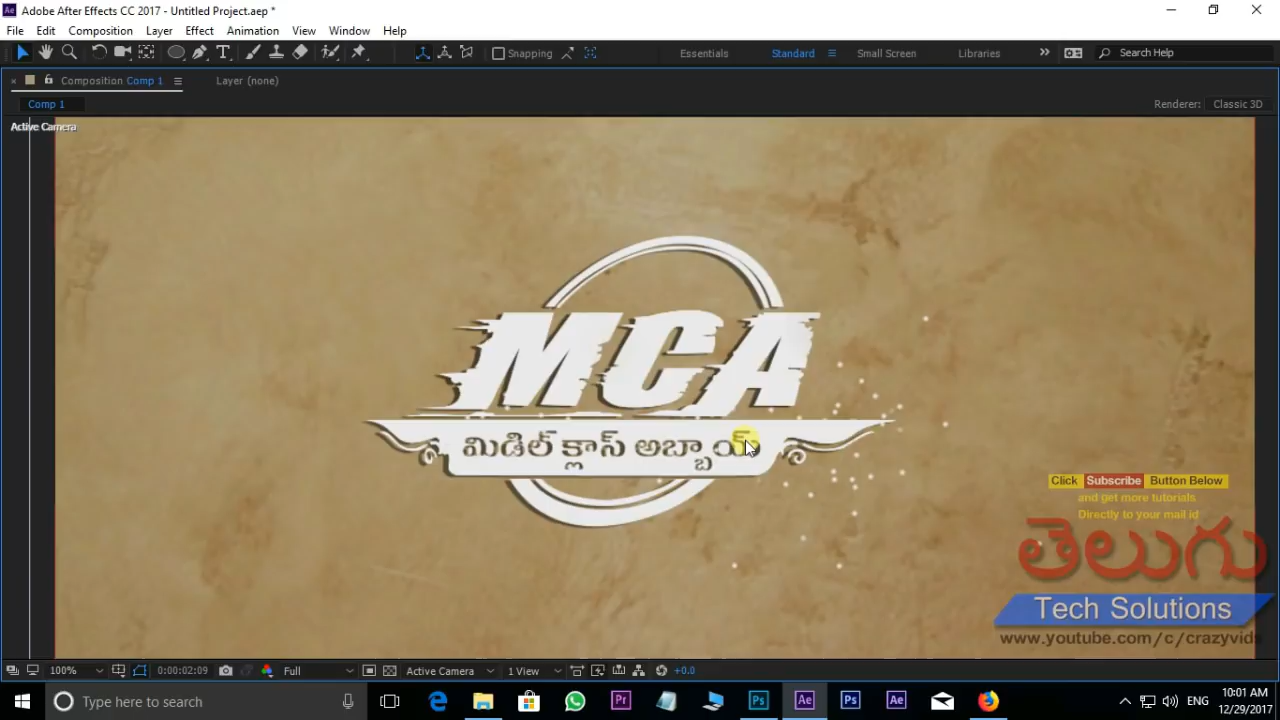 Adobe After Effects CC 2017 - Untitled Project.aep *
File Edit Composition Layer Effect Animation View Window Help
Snapping Essentials Standard Small Screen Libraries Search Help
Composition Comp 1 Layer (none)
Comp 1 Renderer: Classic 3D
Active Camera
MCA
మిడిల్ క్లాస్ అబ్బాయ్
Click Subscribe Button Below
and get more tutorials
Directly to your mail id
తెలుగు
Tech Solutions
www.youtube.com/c/crazyvids
100% 0:00:02:09 Full Active Camera 1 View +0.0
Type here to search ENG 10:01 AM
12/29/2017